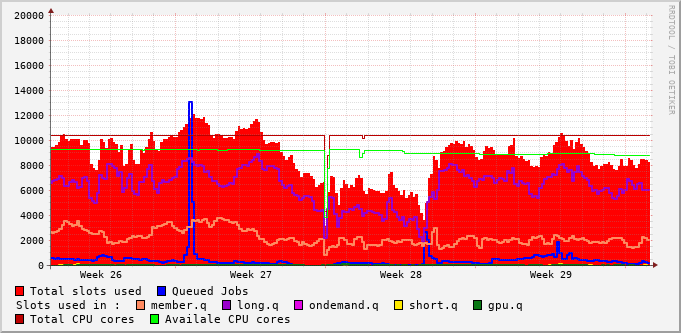 RRDTOOL / TOBI OETIKER
20000
18000
16000
14000
12000
10000
8000
6000
4000
2000
0
Week 26 Week 27 Week 28 Week 29
Total slots used Queued Jobs
Slots used in : member.q long.q ondemand.q short.q gpu.q
Total CPU cores Availale CPU cores